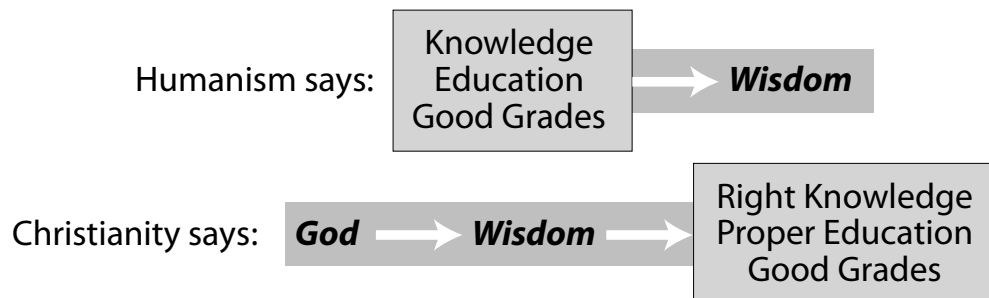 Humanism says:
Knowledge
Education
Good Grades
Wisdom
Christianity says:
God
Wisdom
Right Knowledge
Proper Education
Good Grades